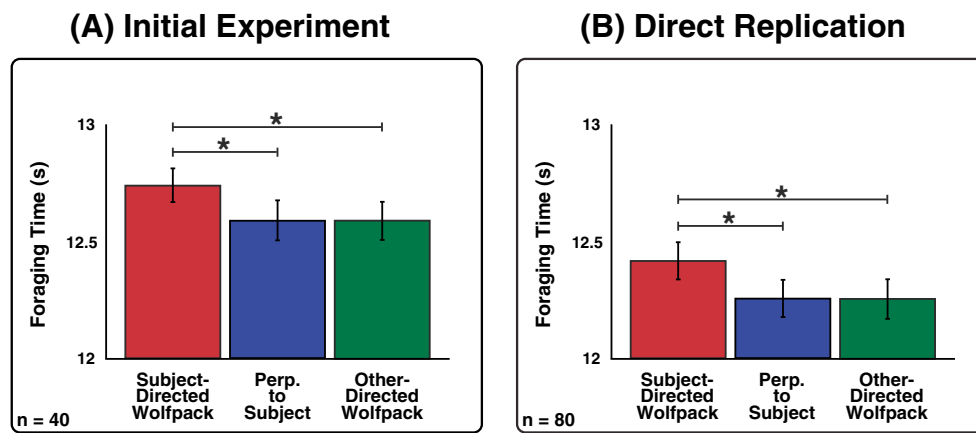 (A) Initial Experiment
*
*
13
12.5
12
Foraging Time (s)
Subject-
Directed
Wolfpack
Perp.
to
Subject
Other-
Directed
Wolfpack
n = 40
(B) Direct Replication
*
*
13
12.5
12
Foraging Time (s)
Subject-
Directed
Wolfpack
Perp.
to
Subject
Other-
Directed
Wolfpack
n = 80